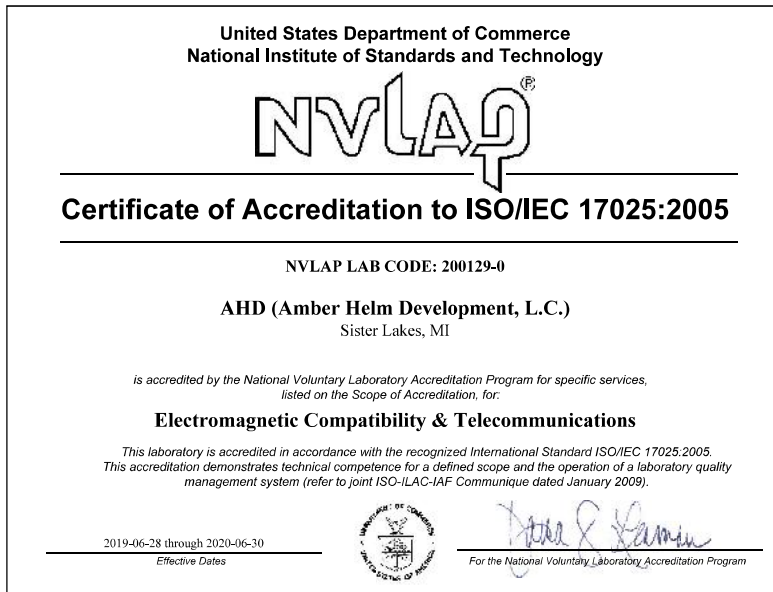 United States Department of Commerce
National Institute of Standards and Technology
NVLAP®
Certificate of Accreditation to ISO/IEC 17025:2005
NVLAP LAB CODE: 200129-0
AHD (Amber Helm Development, L.C.)
Sister Lakes, MI
is accredited by the National Voluntary Laboratory Accreditation Program for specific services,
listed on the Scope of Accreditation, for:
Electromagnetic Compatibility & Telecommunications
This laboratory is accredited in accordance with the recognized International Standard ISO/IEC 17025:2005.
This accreditation demonstrates technical competence for a defined scope and the operation of a laboratory quality
management system (refer to joint ISO-ILAC-IAF Communique dated January 2009).
2019-06-28 through 2020-06-30
Effective Dates
For the National Voluntary Laboratory Accreditation Program